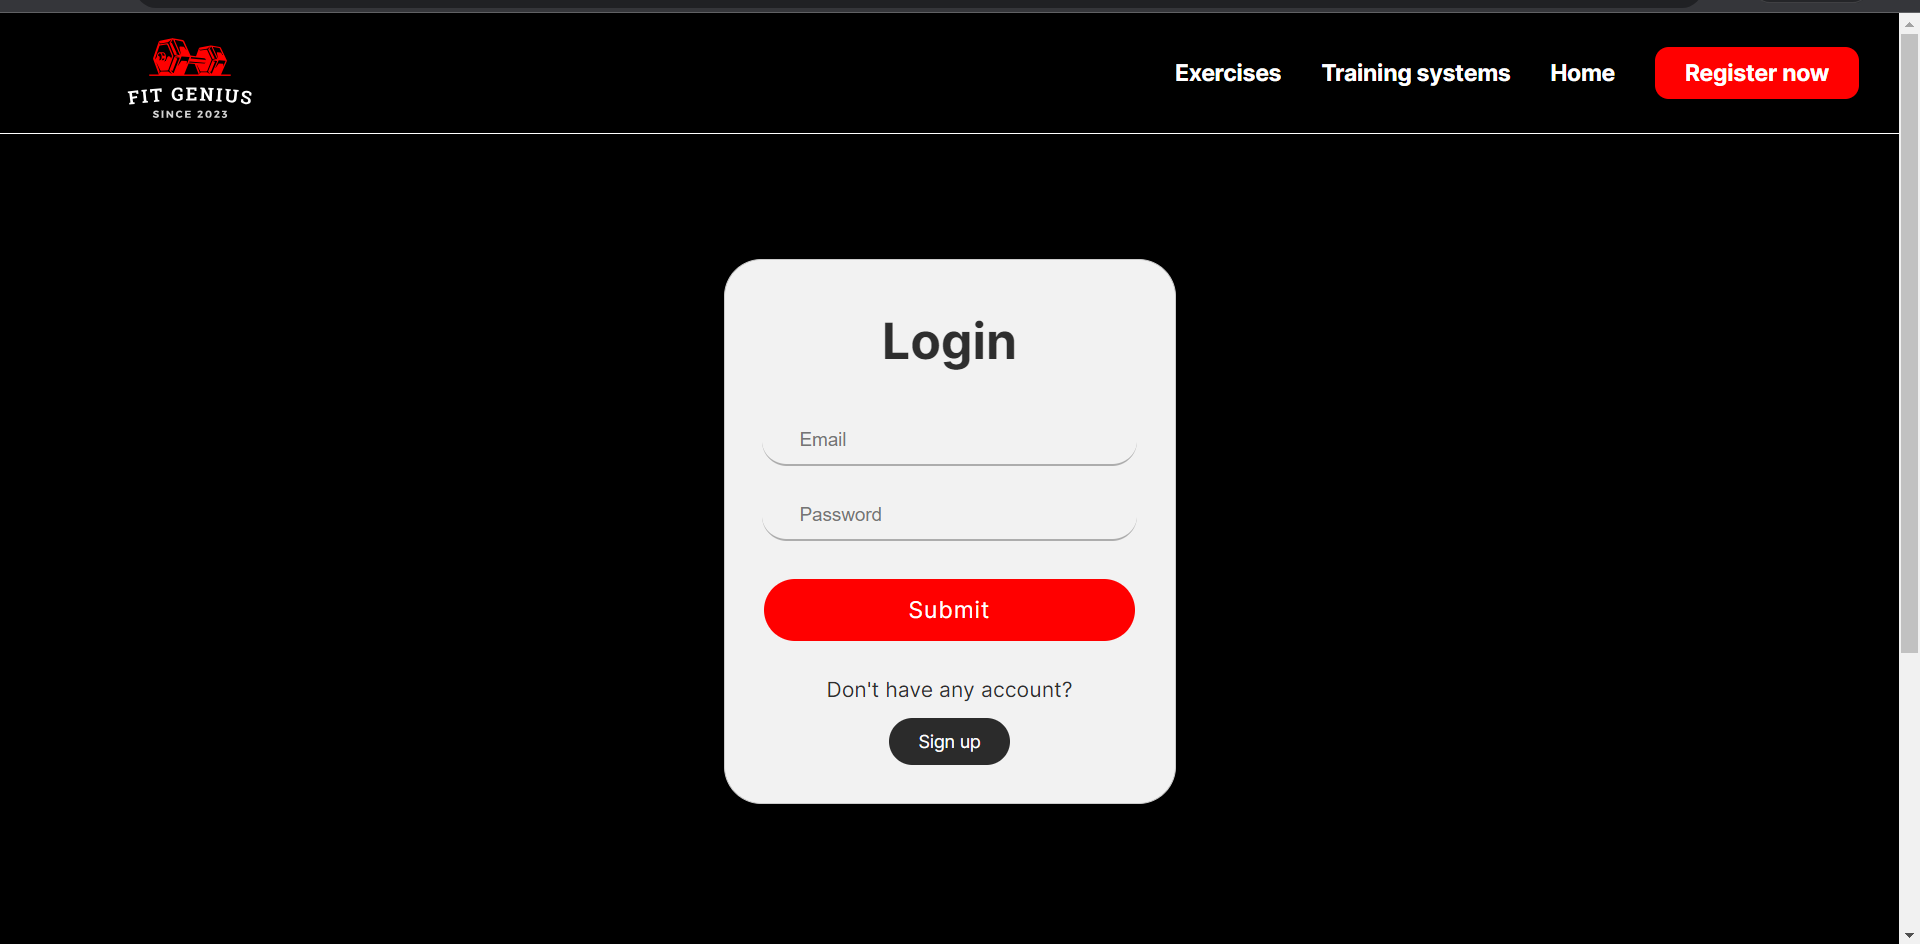 FIT GENIUS
SINCE 2023
Exercises
Training systems
Home
Register now
Login
Email
Password
Submit
Don't have any account?
Sign up